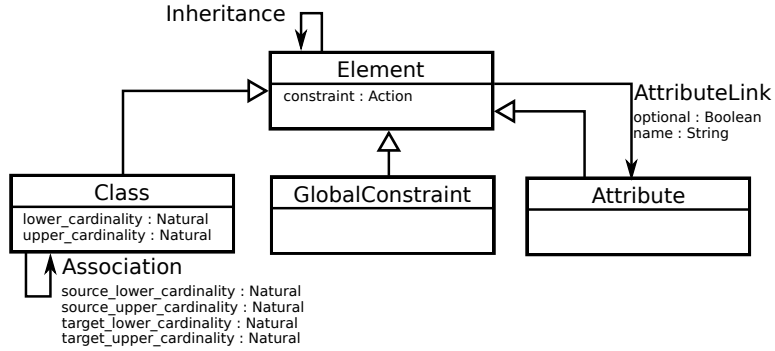 Inheritance
Element
constraint : Action
AttributeLink
optional : Boolean
name : String
Class
lower_cardinality : Natural
upper_cardinality : Natural
GlobalConstraint
Attribute
Association
source_lower_cardinality : Natural
source_upper_cardinality : Natural
target_lower_cardinality : Natural
target_upper_cardinality : Natural